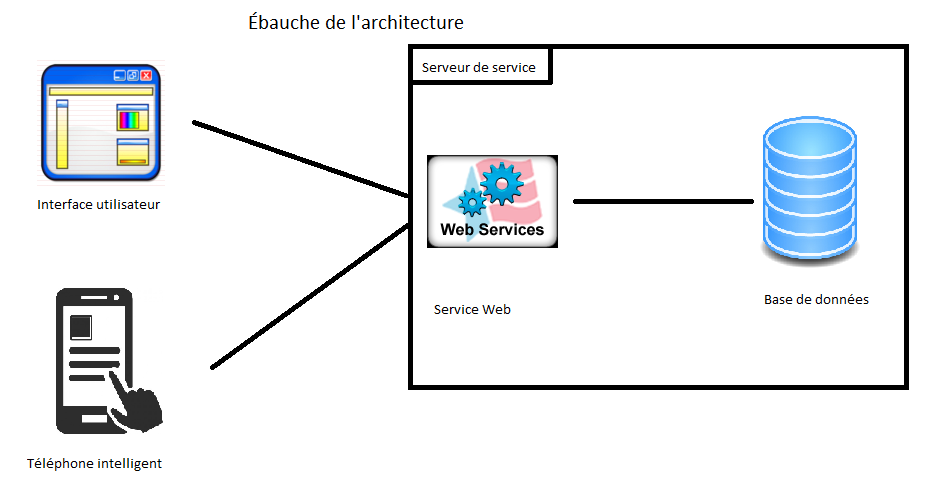 Ébauche de l'architecture
Serveur de service
Interface utilisateur
Web Services
Service Web
Base de données
Téléphone intelligent